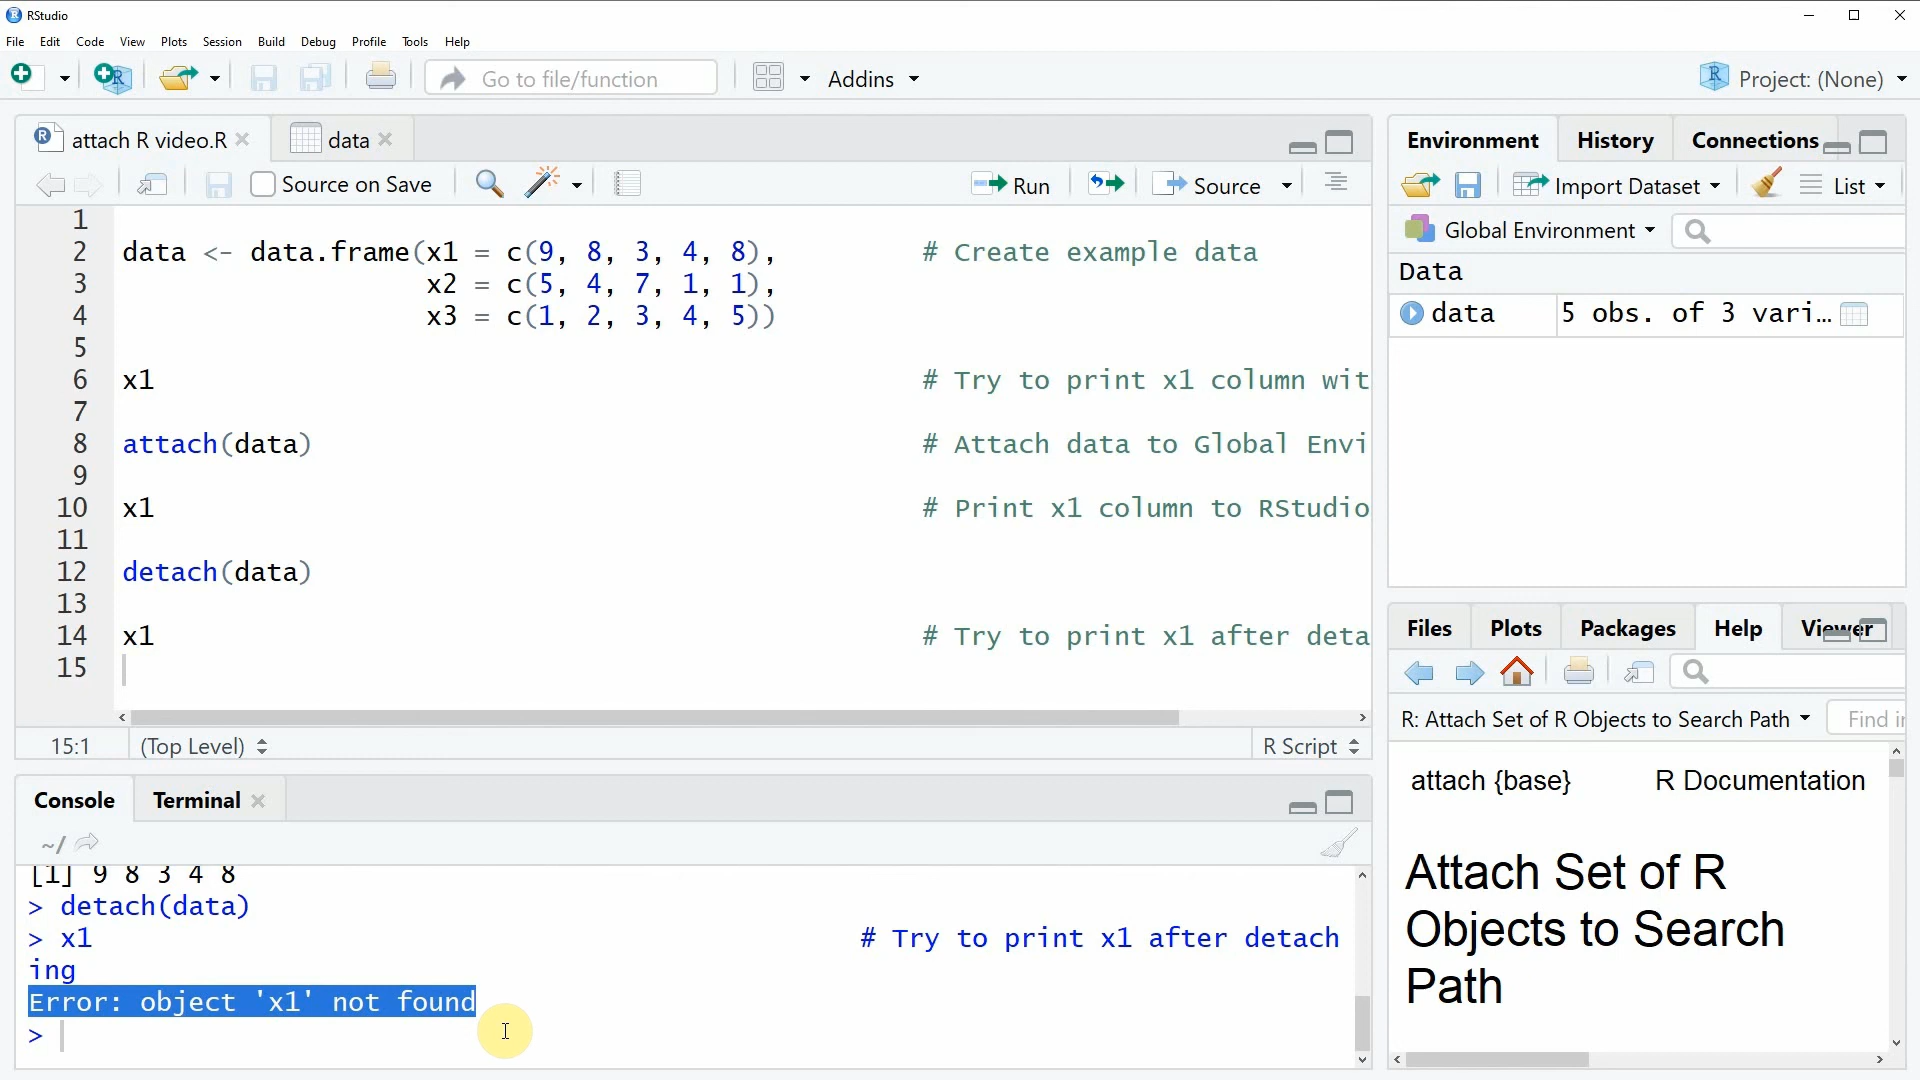 RStudio
File Edit Code View Plots Session Build Debug Profile Tools Help
Go to file/function Addins Project: (None)
attach R video.R data
Source on Save Run Source
1
2 data <- data.frame(x1 = c(9, 8, 3, 4, 8), # Create example data
3 x2 = c(5, 4, 7, 1, 1),
4 x3 = c(1, 2, 3, 4, 5))
5
6 x1 # Try to print x1 column wit
7
8 attach(data) # Attach data to Global Envi
9
10 x1 # Print x1 column to RStudio
11
12 detach(data)
13
14 x1 # Try to print x1 after deta
15
15:1 (Top Level) R Script
Console Terminal
~/
[1] 9 8 3 4 8
> detach(data)
> x1 # Try to print x1 after detach
ing
Error: object 'x1' not found
>
Environment History Connections
Import Dataset List
Global Environment
Data
data 5 obs. of 3 vari...
Files Plots Packages Help Viewer
R: Attach Set of R Objects to Search Path Find in
attach {base} R Documentation
Attach Set of R
Objects to Search
Path